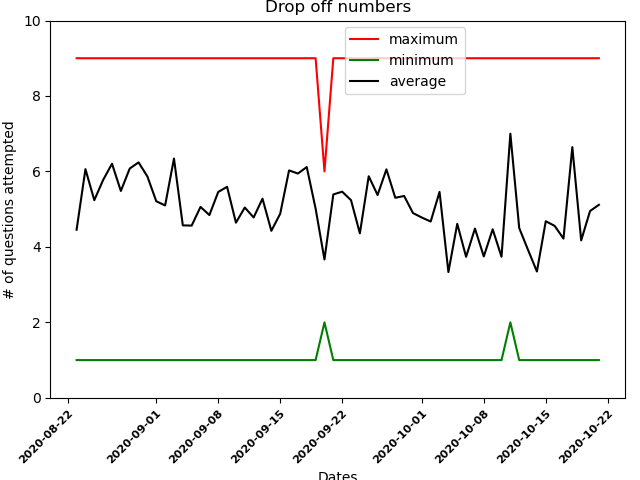 Drop off numbers
maximum
minimum
average
# of questions attempted
10
8
6
4
2
0
2020-08-22
2020-09-01
2020-09-08
2020-09-15
2020-09-22
2020-10-01
2020-10-08
2020-10-15
2020-10-22
Dates